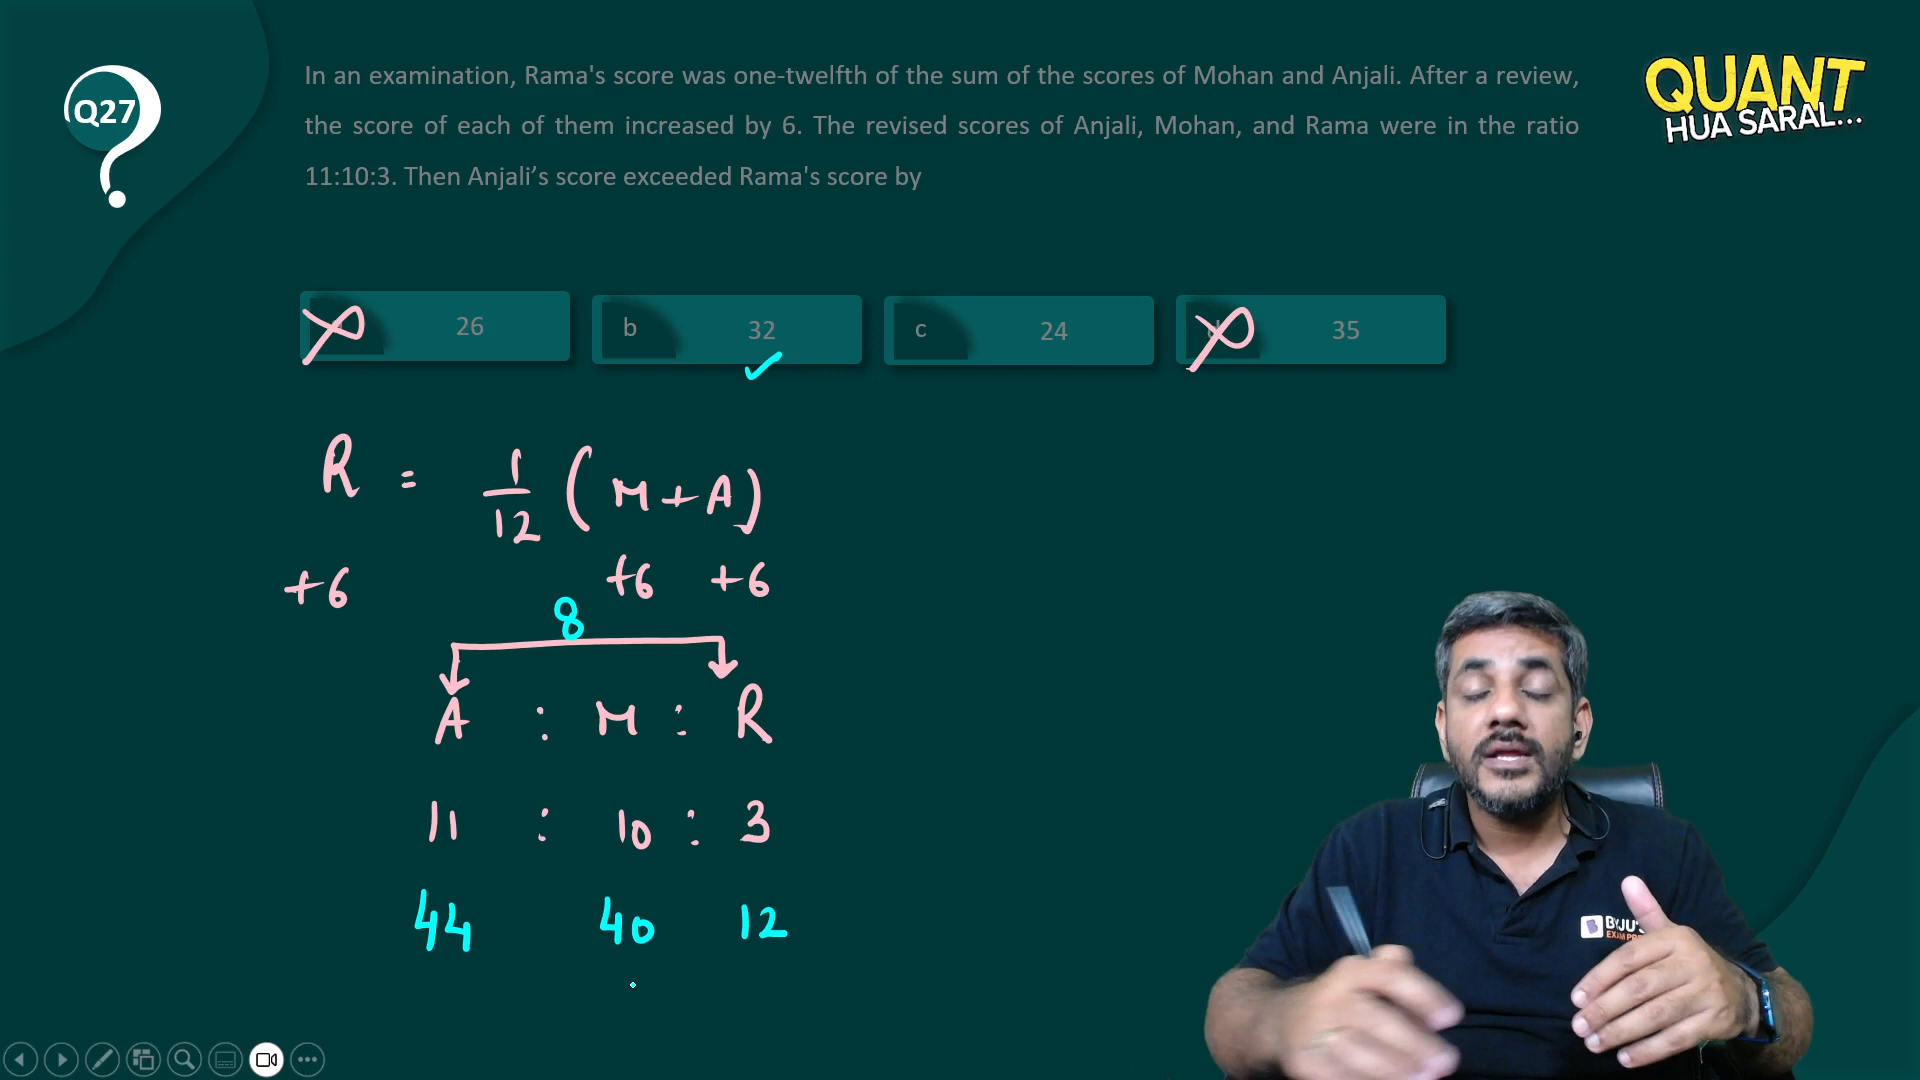 Q27
In an examination, Rama's score was one-twelfth of the sum of the scores of Mohan and Anjali. After a review,
the score of each of them increased by 6. The revised scores of Anjali, Mohan, and Rama were in the ratio
11:10:3. Then Anjali’s score exceeded Rama's score by
QUANT
HUA SARAL...
26
b 32
c 24
35
R = 1/12 (M+A)
+6 +6 +6
8
A : M : R
11 : 10 : 3
44 40 12